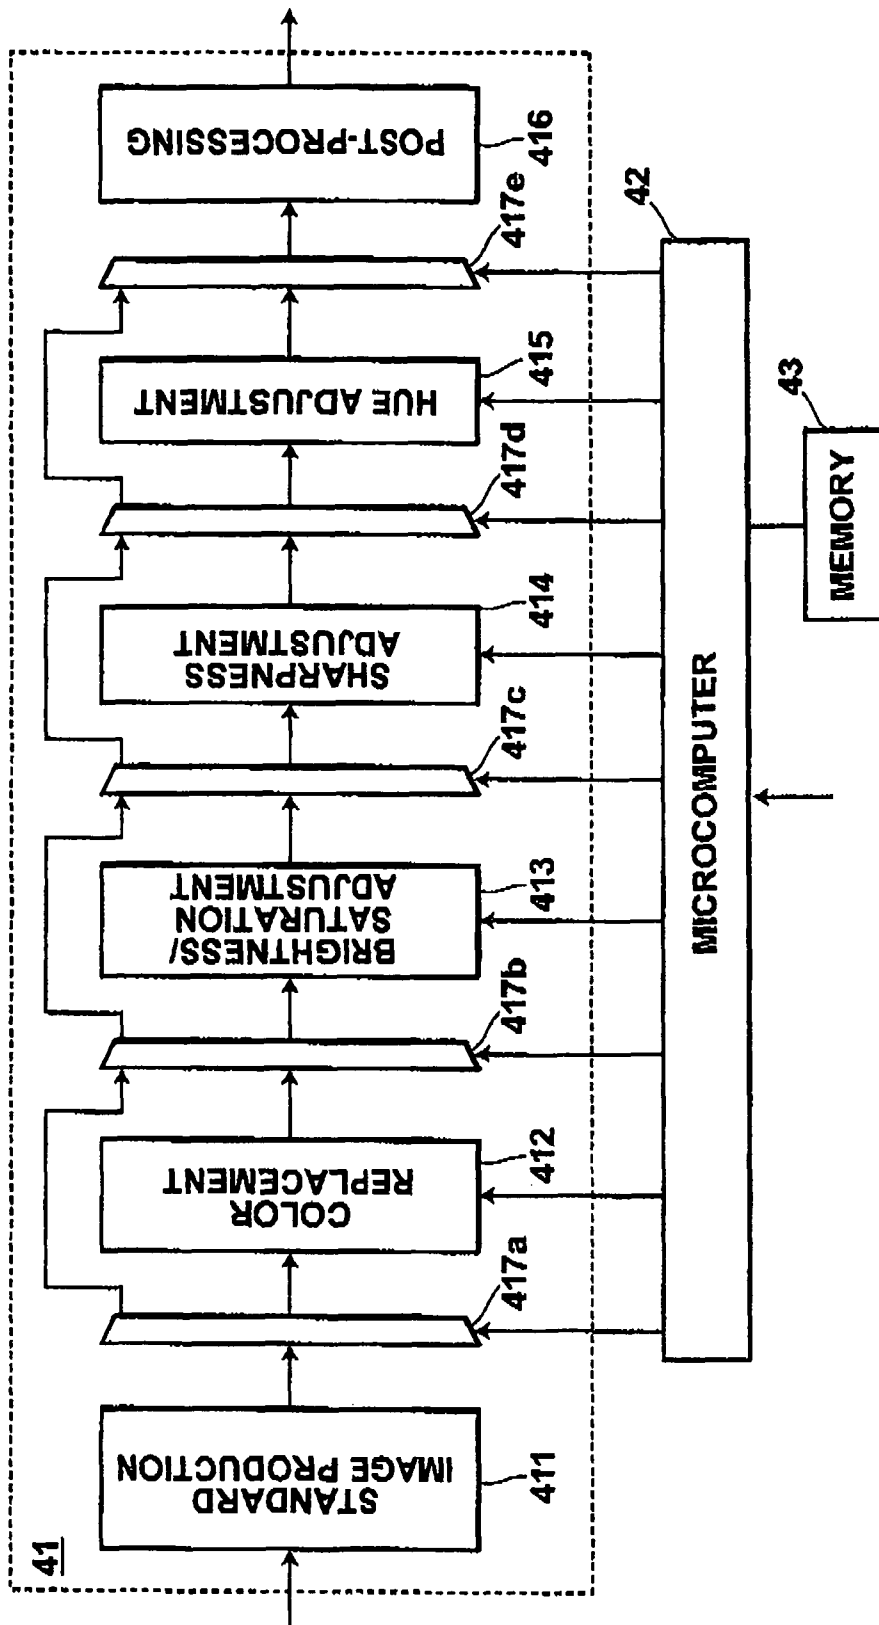 41
STANDARD
IMAGE PRODUCTION
411
417a
COLOR
REPLACEMENT
412
417b
BRIGHTNESS/
SATURATION
ADJUSTMENT
413
417c
SHARPNESS
ADJUSTMENT
414
417d
HUE ADJUSTMENT
415
417e
POST-PROCESSING
416
MICROCOMPUTER
42
MEMORY
43